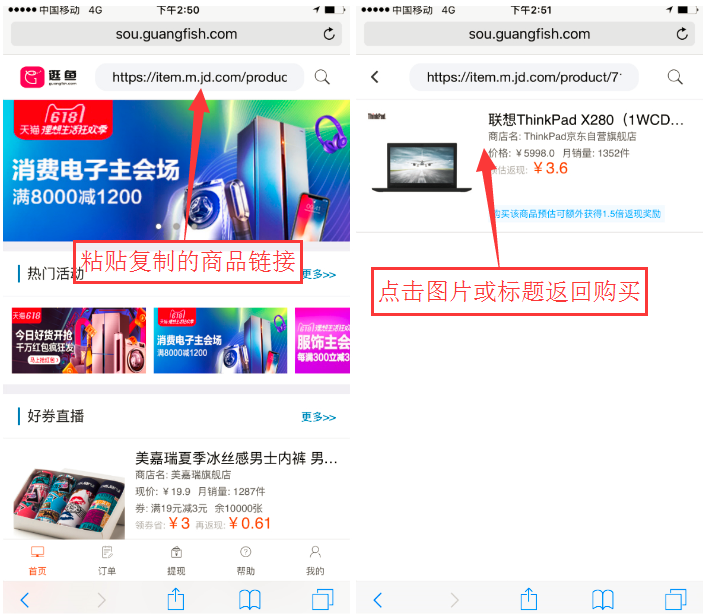 中国移动 4G 下午2:50
sou.guangfish.com
逛鱼
guangfish.com
https://item.m.jd.com/produc
618
天猫 理想生活狂欢季
消费电子主会场
满8000减1200
粘贴复制的商品链接
热门活动
更多>>
天猫618
今日好货开抢
千万红包疯狂发
马上抢红包
618
天猫 理想生活狂欢季
消费电子主会场
满8000减1200
618
服饰主会
每满300立减3
好券直播
更多>>
美嘉瑞夏季冰丝感男士内裤 男…
商店名: 美嘉瑞旗舰店
现价: ¥19.9 月销量: 1287件
券: 满19元减3元 余10000张
领券省: ¥3 再返现: ¥0.61
首页
订单
提现
帮助
我的
中国移动 4G 下午2:51
sou.guangfish.com
https://item.m.jd.com/product/7
ThinkPad
联想ThinkPad X280（1WCD…
商店名: ThinkPad京东自营旗舰店
价格: ¥5998.0 月销量: 1352件
预估返现: ¥3.6
购买该商品预估可额外获得1.5倍返现奖励
点击图片或标题返回购买